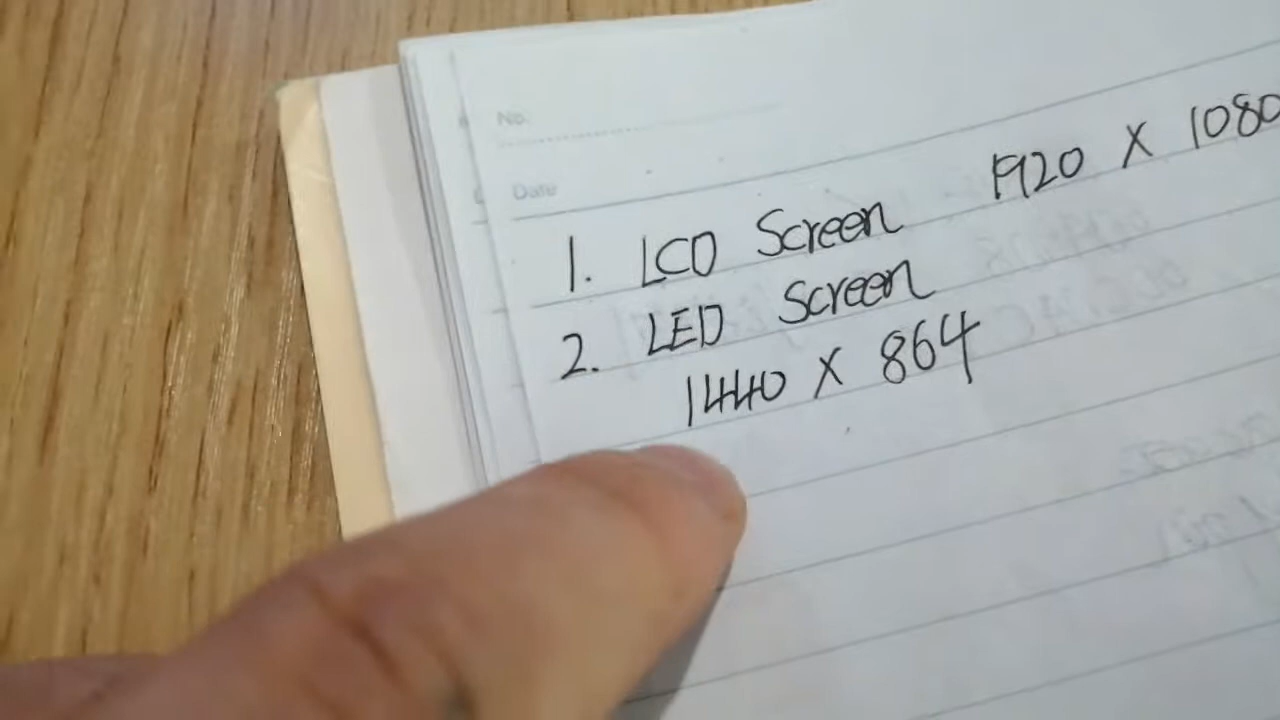 No.
Date
1. LCD Screen 1920 X 1080
2. LED Screen
1440 X 864